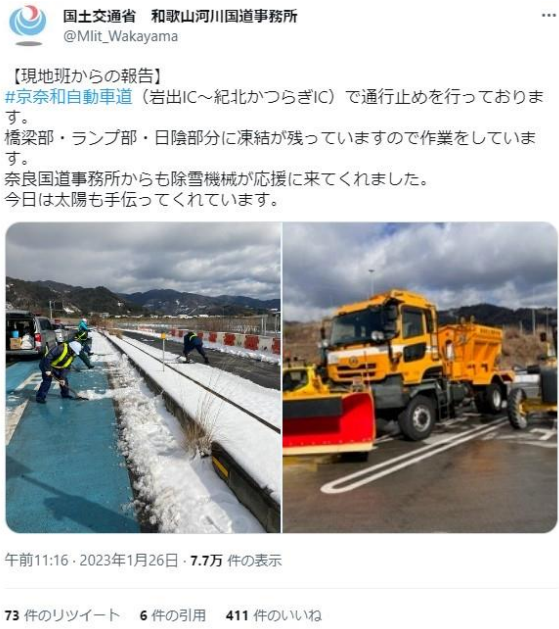 国土交通省　和歌山河川国道事務所
@Mlit_Wakayama
【現地班からの報告】
#京奈和自動車道（岩出IC～紀北かつらぎIC）で通行止めを行っておりま
す。
橋梁部・ランプ部・日陰部分に凍結が残っていますので作業をしていま
す。
奈良国道事務所からも除雪機械が応援に来てくれました。
今日は太陽も手伝ってくれています。
午前11:16 · 2023年1月26日 · 7.7万 件の表示
73 件のリツイート 6 件の引用 411 件のいいね